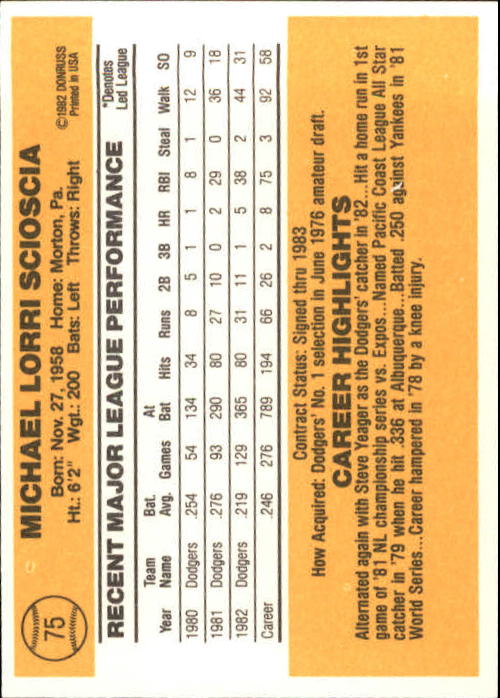 75
MICHAEL LORRI SCIOSCIA
Born: Nov. 27, 1958 Home: Morton, Pa.
Ht.: 6'2" Wgt.: 200 Bats: Left Throws: Right
©1982 DONRUSS
Printed in USA
RECENT MAJOR LEAGUE PERFORMANCE
*Denotes
Led League
Team Bat. At
Year Name Avg. Games Bat Hits Runs 2B 3B HR RBI Steal Walk SO
1980 Dodgers .254 54 134 34 8 5 1 1 8 1 12 9
1981 Dodgers .276 93 290 80 27 10 0 2 29 0 36 18
1982 Dodgers .219 129 365 80 31 11 1 5 38 2 44 31
Career .246 276 789 194 66 26 2 8 75 3 92 58
Contract Status: Signed thru 1983
How Acquired: Dodgers' No. 1 selection in June 1976 amateur draft.
CAREER HIGHLIGHTS
Alternated again with Steve Yeager as the Dodgers' catcher in '82...Hit a home run in 1st
game of '81 NL championship series vs. Expos...Named Pacific Coast League All Star
catcher in '79 when he hit .336 at Albuquerque...Batted .250 against Yankees in '81
World Series...Career hampered in '78 by a knee injury.